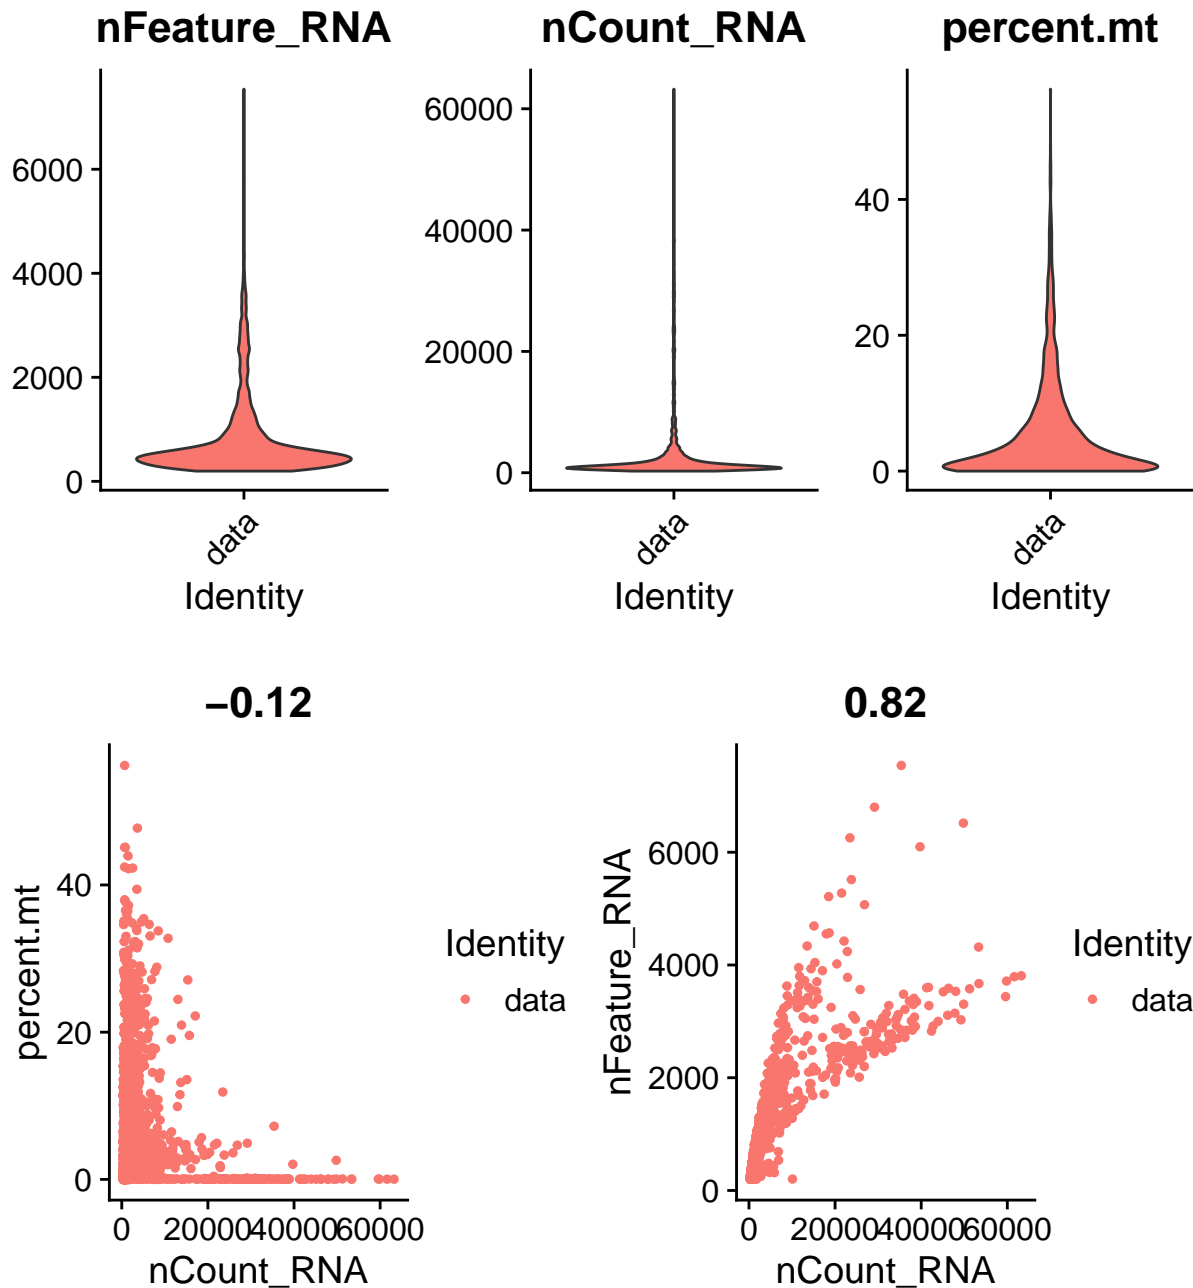 nFeature_RNA
6000
4000
2000
0
data
Identity
nCount_RNA
60000
40000
20000
0
data
Identity
percent.mt
40
20
0
data
Identity
−0.12
percent.mt
40
20
0
0 20000 40000 60000
nCount_RNA
Identity
data
0.82
nFeature_RNA
6000
4000
2000
0
0 20000 40000 60000
nCount_RNA
Identity
data